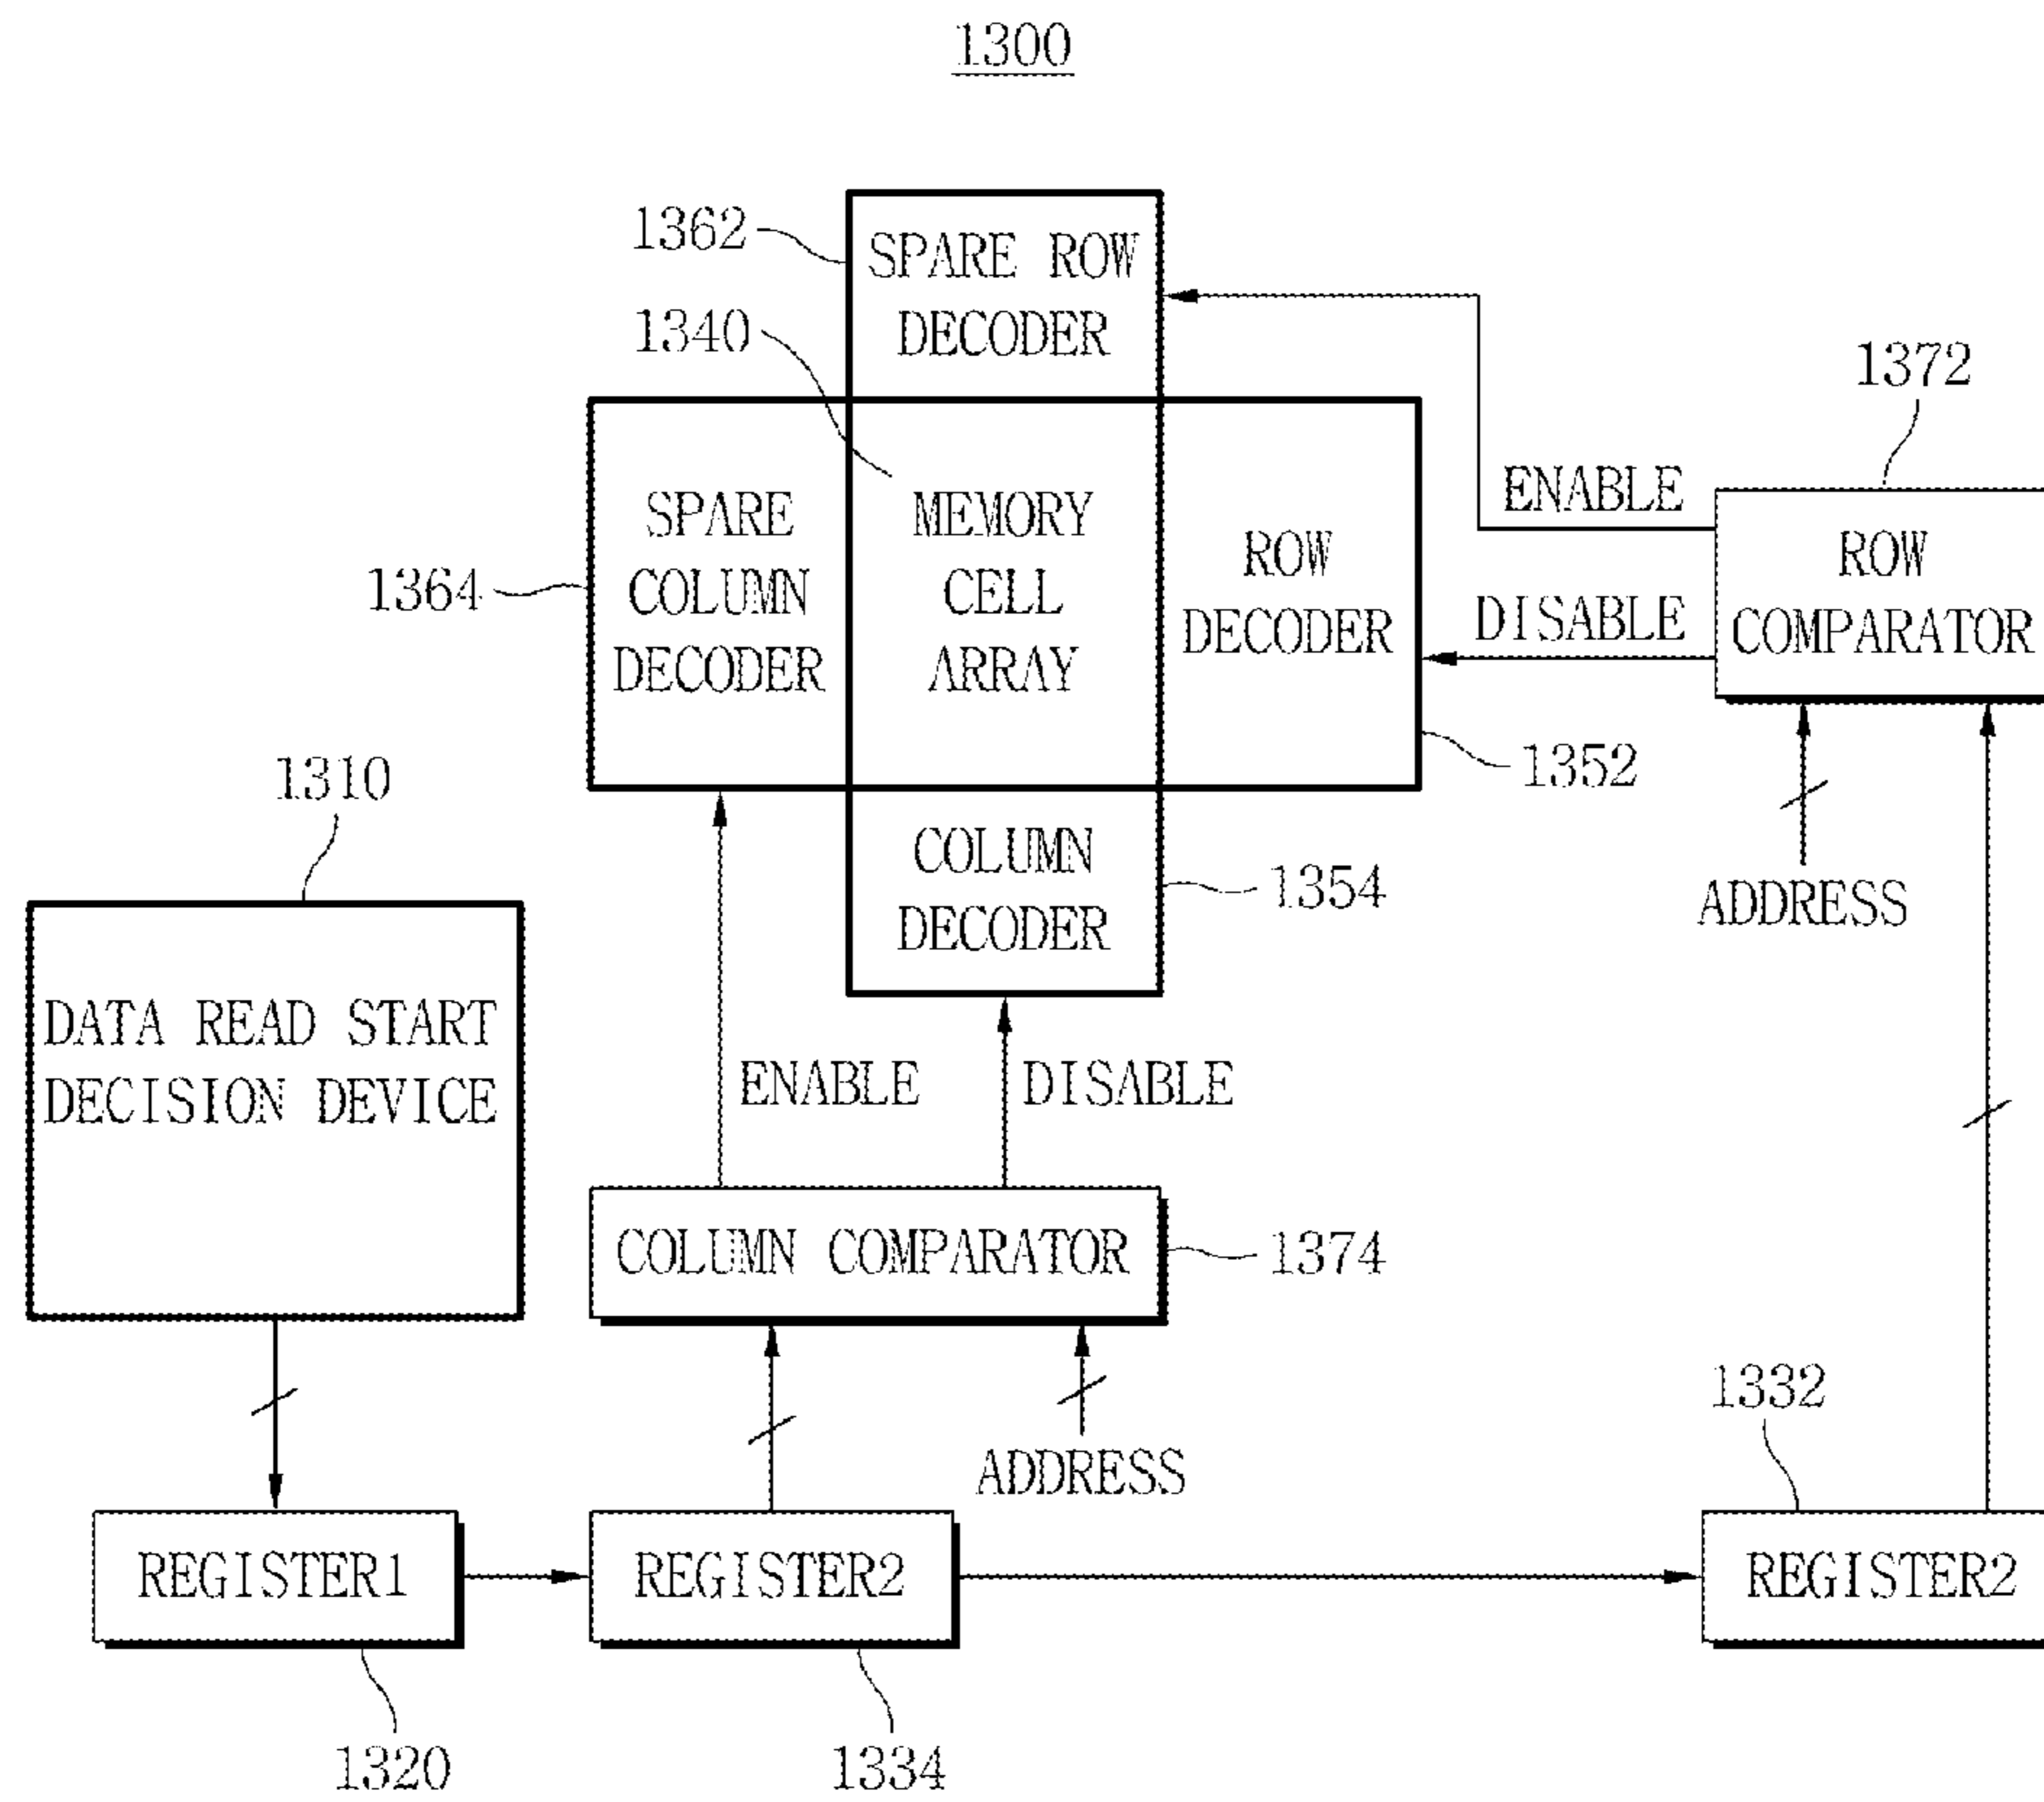 1300
1362
SPARE ROW
DECODER
1340
1372
SPARE
COLUMN
DECODER
MEMORY
CELL
ARRAY
ROW
DECODER
ENABLE
DISABLE
ROW
COMPARATOR
1364
1352
1310
COLUMN
DECODER
1354
ADDRESS
DATA READ START
DECISION DEVICE
ENABLE
DISABLE
COLUMN COMPARATOR
1374
1332
ADDRESS
REGISTER1
REGISTER2
REGISTER2
1320
1334